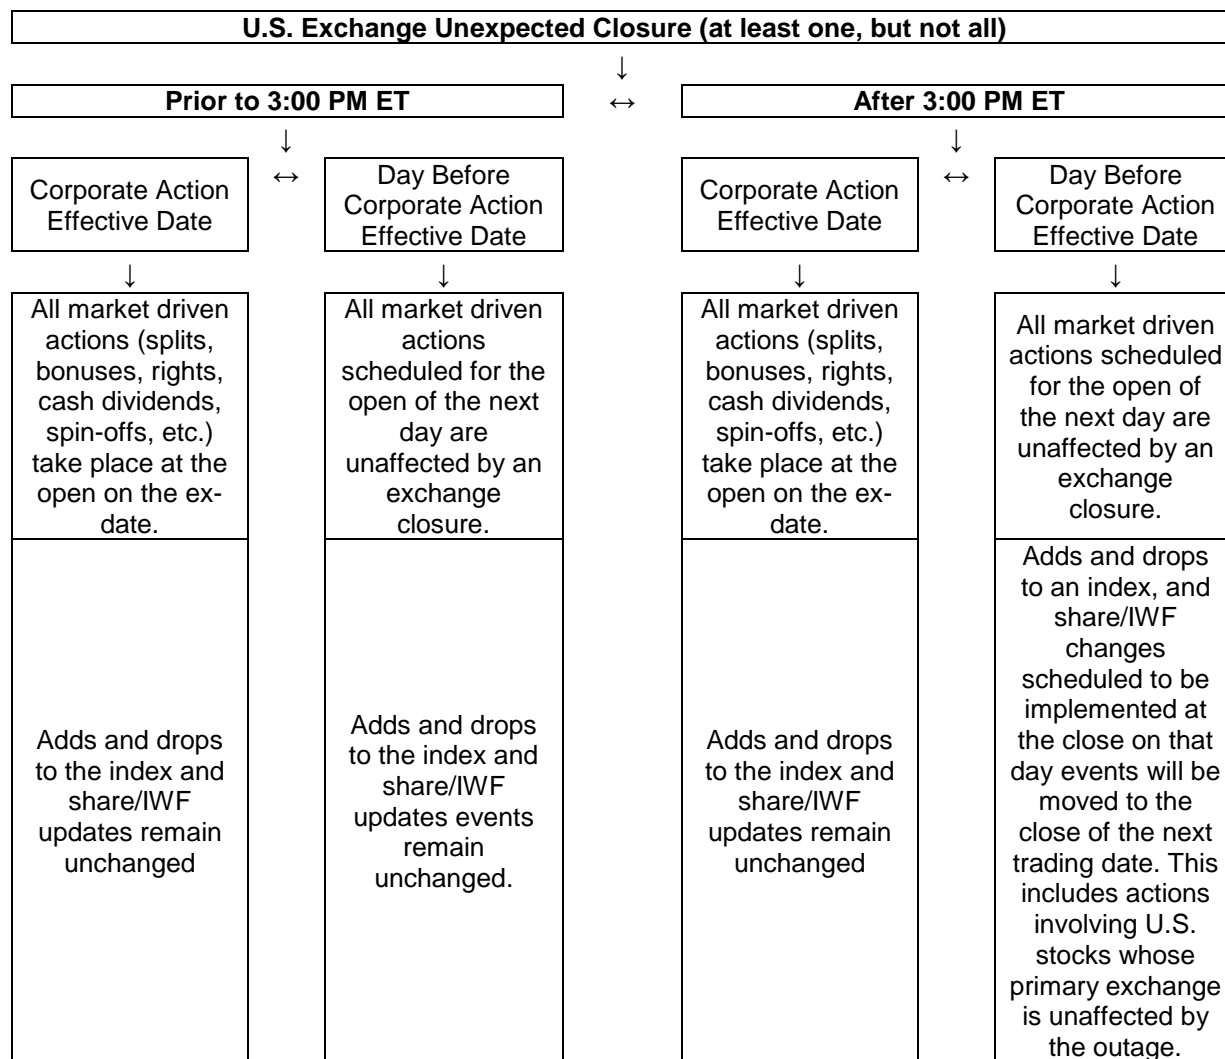 U.S. Exchange Unexpected Closure (at least one, but not all)
↓
Prior to 3:00 PM ET
↔
After 3:00 PM ET
↓
↓
Corporate Action
Effective Date
↔
Day Before
Corporate Action
Effective Date
Corporate Action
Effective Date
↔
Day Before
Corporate Action
Effective Date
↓
↓
↓
↓
All market driven
actions (splits,
bonuses, rights,
cash dividends,
spin-offs, etc.)
take place at the
open on the ex-
date.
All market driven
actions
scheduled for the
open of the next
day are
unaffected by an
exchange
closure.
All market driven
actions (splits,
bonuses, rights,
cash dividends,
spin-offs, etc.)
take place at the
open on the ex-
date.
All market driven
actions scheduled
for the open of
the next day are
unaffected by an
exchange
closure.
Adds and drops
to the index and
share/IWF
updates remain
unchanged
Adds and drops
to the index and
share/IWF
updates events
remain
unchanged.
Adds and drops
to the index and
share/IWF
updates remain
unchanged
Adds and drops
to an index, and
share/IWF
changes
scheduled to be
implemented at
the close on that
day events will be
moved to the
close of the next
trading date. This
includes actions
involving U.S.
stocks whose
primary exchange
is unaffected by
the outage.